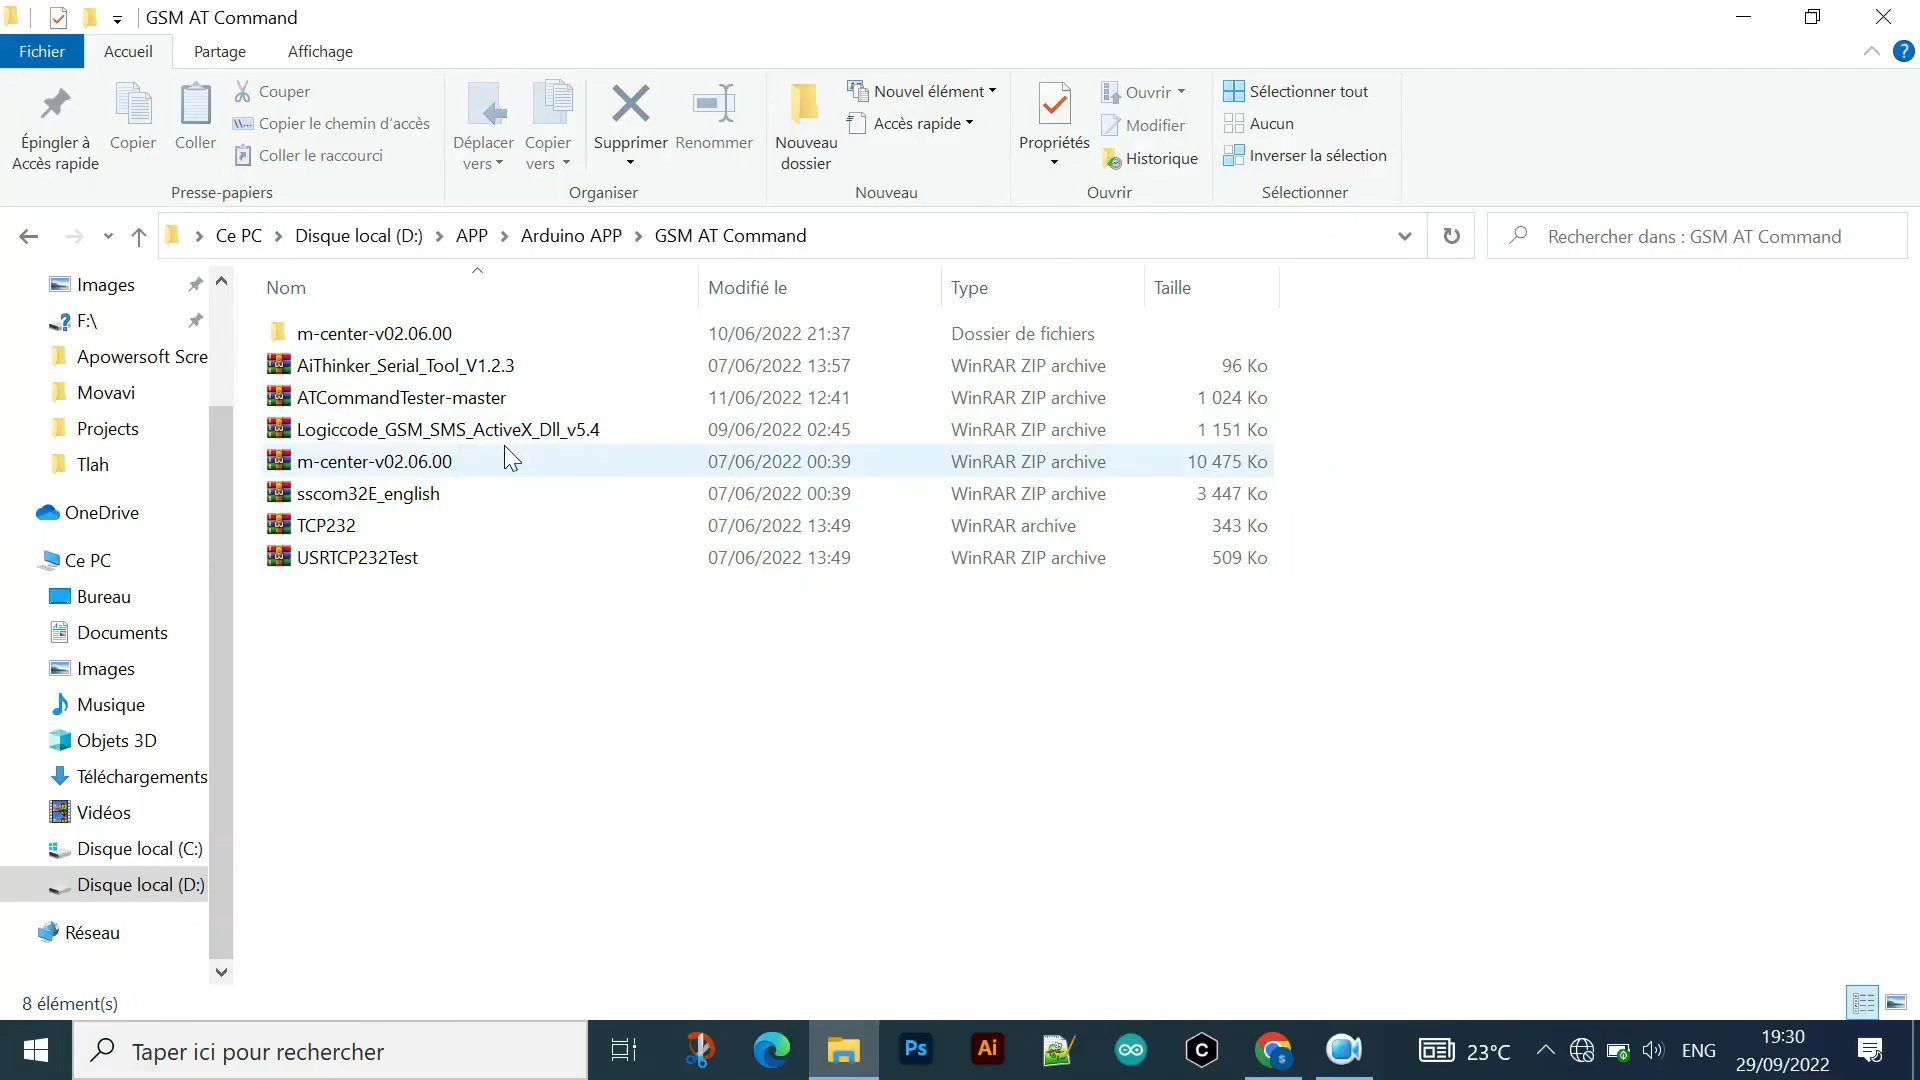 GSM AT Command
Fichier
Accueil
Partage
Affichage
Épingler à
Accès rapide
Copier
Coller
Couper
Copier le chemin d'accès
Coller le raccourci
Presse-papiers
Déplacer
vers
Copier
vers
Supprimer
Renommer
Organiser
Nouveau
dossier
Nouvel élément
Accès rapide
Nouveau
Propriétés
Ouvrir
Modifier
Historique
Ouvrir
Sélectionner tout
Aucun
Inverser la sélection
Sélectionner
Ce PC > Disque local (D:) > APP > Arduino APP > GSM AT Command
Rechercher dans : GSM AT Command
Images
F:\
Apowersoft Scre
Movavi
Projects
Tlah
OneDrive
Ce PC
Bureau
Documents
Images
Musique
Objets 3D
Téléchargements
Vidéos
Disque local (C:)
Disque local (D:)
Réseau
Nom Modifié le Type Taille
m-center-v02.06.00 10/06/2022 21:37 Dossier de fichiers
AiThinker_Serial_Tool_V1.2.3 07/06/2022 13:57 WinRAR ZIP archive 96 Ko
ATCommandTester-master 11/06/2022 12:41 WinRAR ZIP archive 1 024 Ko
Logiccode_GSM_SMS_ActiveX_Dll_v5.4 09/06/2022 02:45 WinRAR ZIP archive 1 151 Ko
m-center-v02.06.00 07/06/2022 00:39 WinRAR ZIP archive 10 475 Ko
sscom32E_english 07/06/2022 00:39 WinRAR ZIP archive 3 447 Ko
TCP232 07/06/2022 13:49 WinRAR archive 343 Ko
USRTCP232Test 07/06/2022 13:49 WinRAR ZIP archive 509 Ko
8 élément(s)
Taper ici pour rechercher
Ps
Ai
C
s
23°C
ENG
19:30
29/09/2022